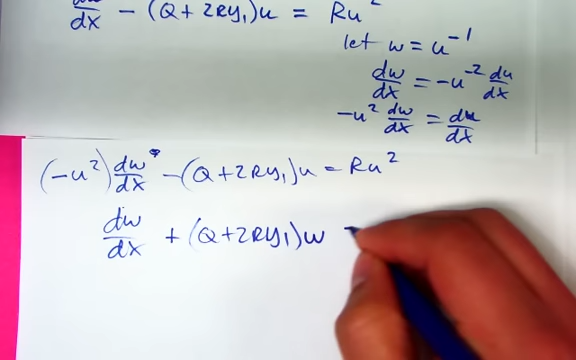 du/dx - (Q+2Ry₁)u = Ru²
let w = u⁻¹
dw/dx = -u⁻² du/dx
-u² dw/dx = du/dx
(-u²) dw/dx - (Q+2Ry₁)u = Ru²
dw/dx + (Q+2Ry₁)w